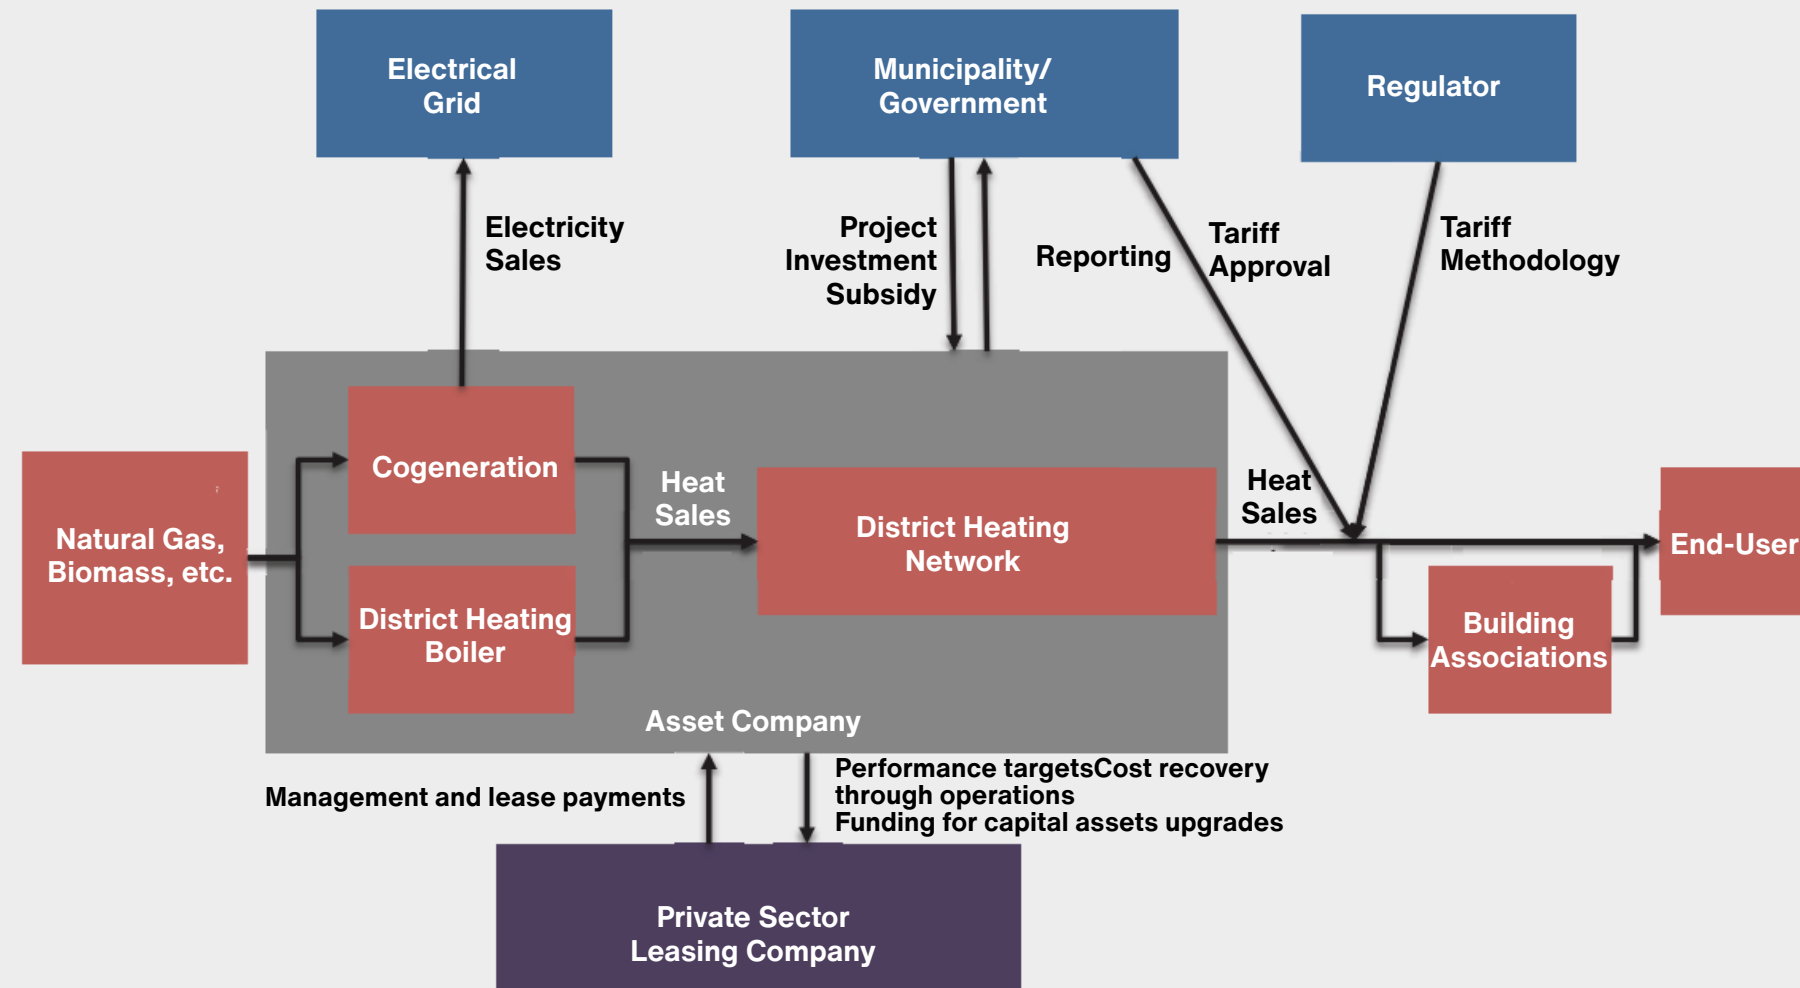 Electrical
Grid
Municipality/
Government
Regulator
Electricity
Sales
Project
Investment
Subsidy
Reporting
Tariff
Approval
Tariff
Methodology
Natural Gas,
Biomass, etc.
Cogeneration
District Heating
Boiler
Heat
Sales
District Heating
Network
Heat
Sales
End-User
Building
Associations
Asset Company
Management and lease payments
Performance targetsCost recovery
through operations
Funding for capital assets upgrades
Private Sector
Leasing Company